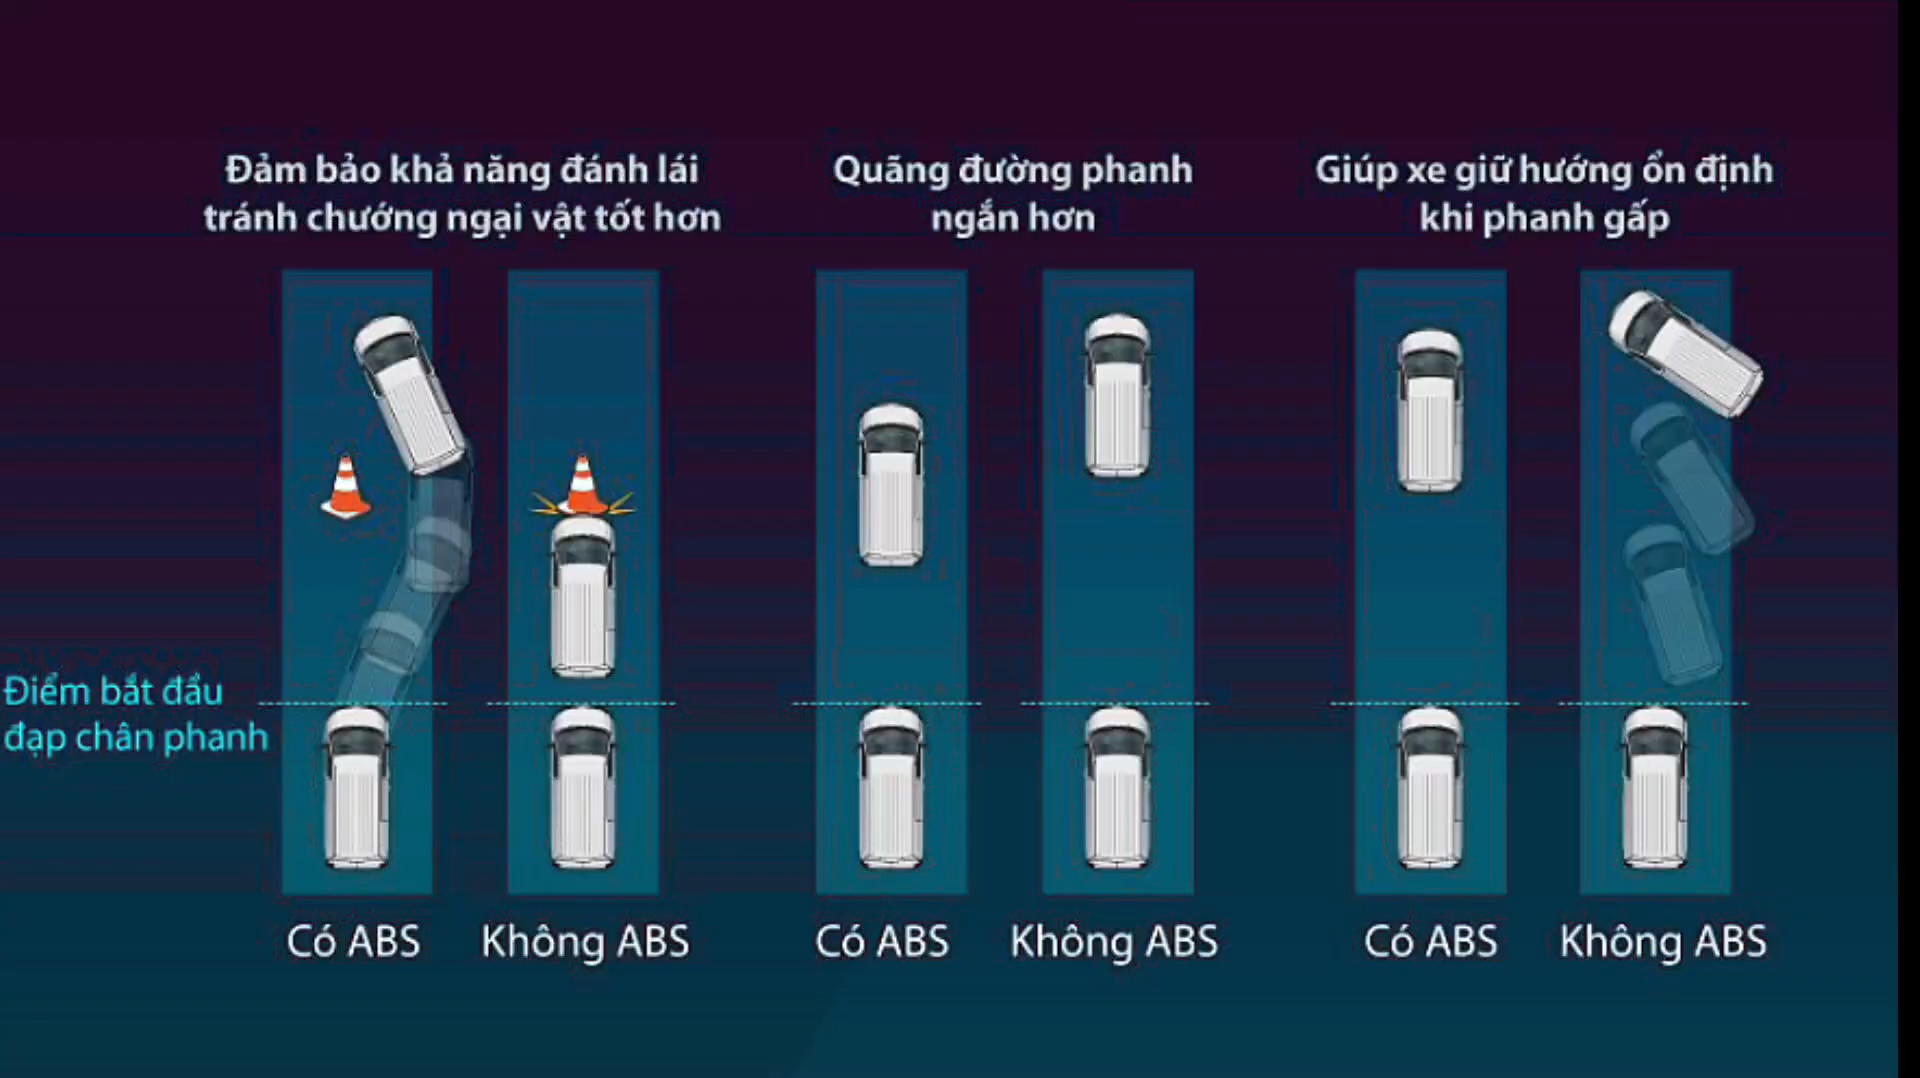 Đảm bảo khả năng đánh lái
tránh chướng ngại vật tốt hơn
Quãng đường phanh
ngắn hơn
Giúp xe giữ hướng ổn định
khi phanh gấp
Điểm bắt đầu
đạp chân phanh
Có ABS
Không ABS
Có ABS
Không ABS
Có ABS
Không ABS